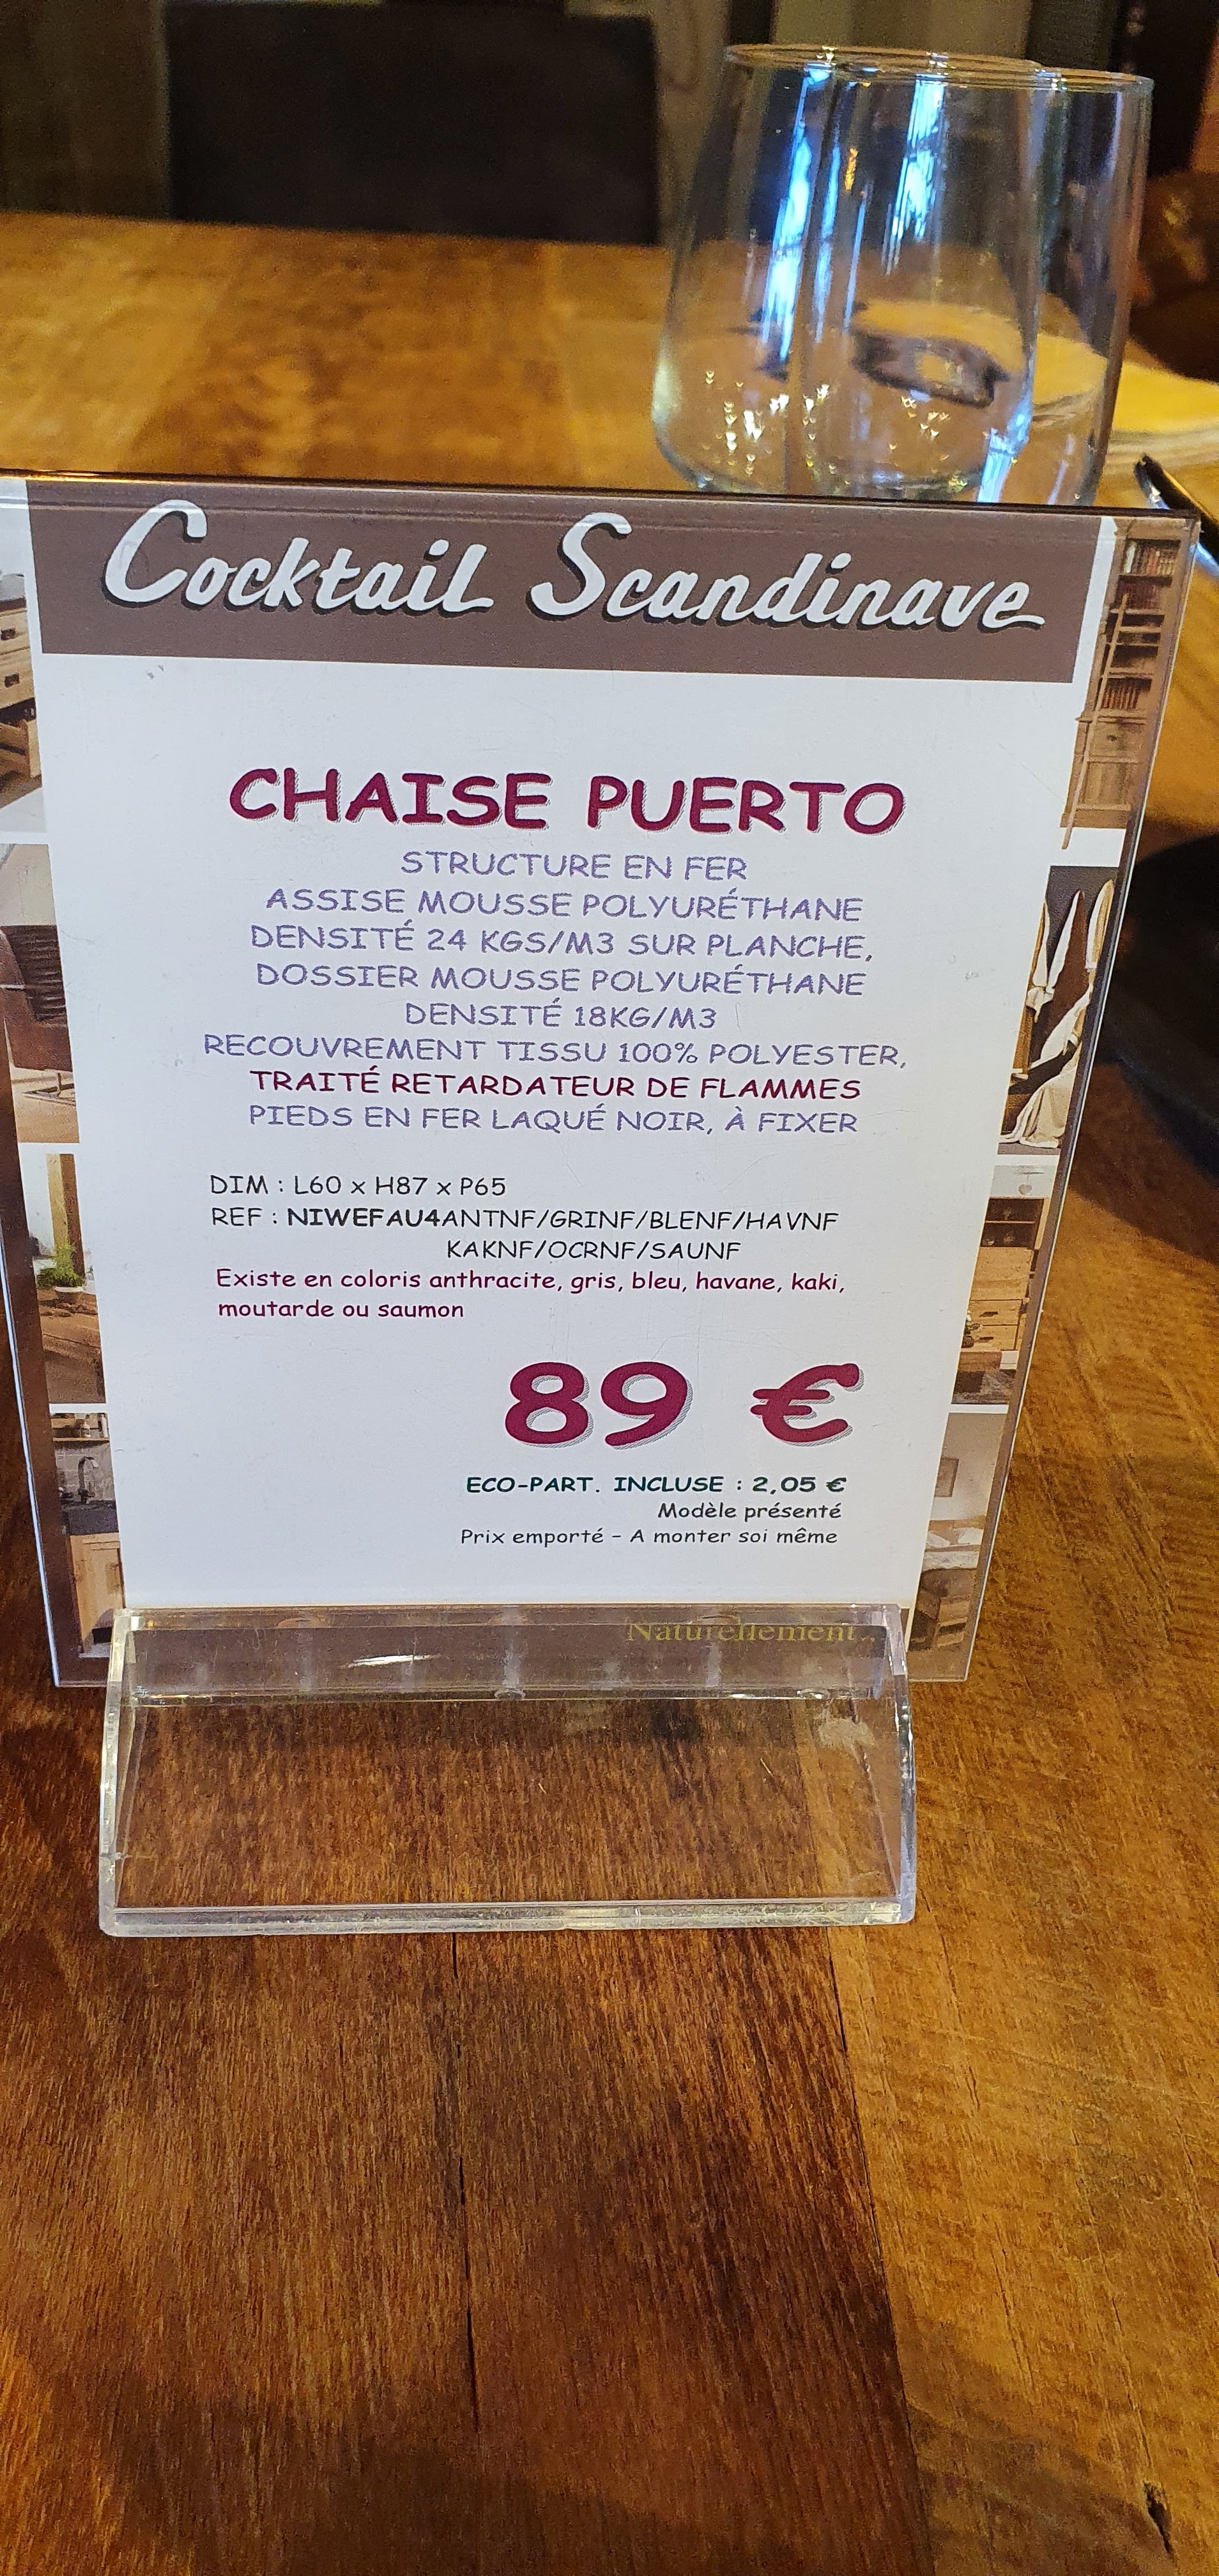 Cocktail Scandinave
CHAISE PUERTO
STRUCTURE EN FER
ASSISE MOUSSE POLYURÉTHANE
DENSITÉ 24 KGS/M3 SUR PLANCHE,
DOSSIER MOUSSE POLYURÉTHANE
DENSITÉ 18KG/M3
RECOUVREMENT TISSU 100% POLYESTER,
TRAITÉ RETARDATEUR DE FLAMMES
PIEDS EN FER LAQUÉ NOIR, À FIXER
DIM : L60 x H87 x P65
REF : NIWEFAU4ANTNF/GRINF/BLENF/HAVNF
KAKNF/OCRNF/SAUNF
Existe en coloris anthracite, gris, bleu, havane, kaki,
moutarde ou saumon
89 €
ECO-PART. INCLUSE : 2,05 €
Modèle présenté
Prix emporté - A monter soi même
Naturellement...